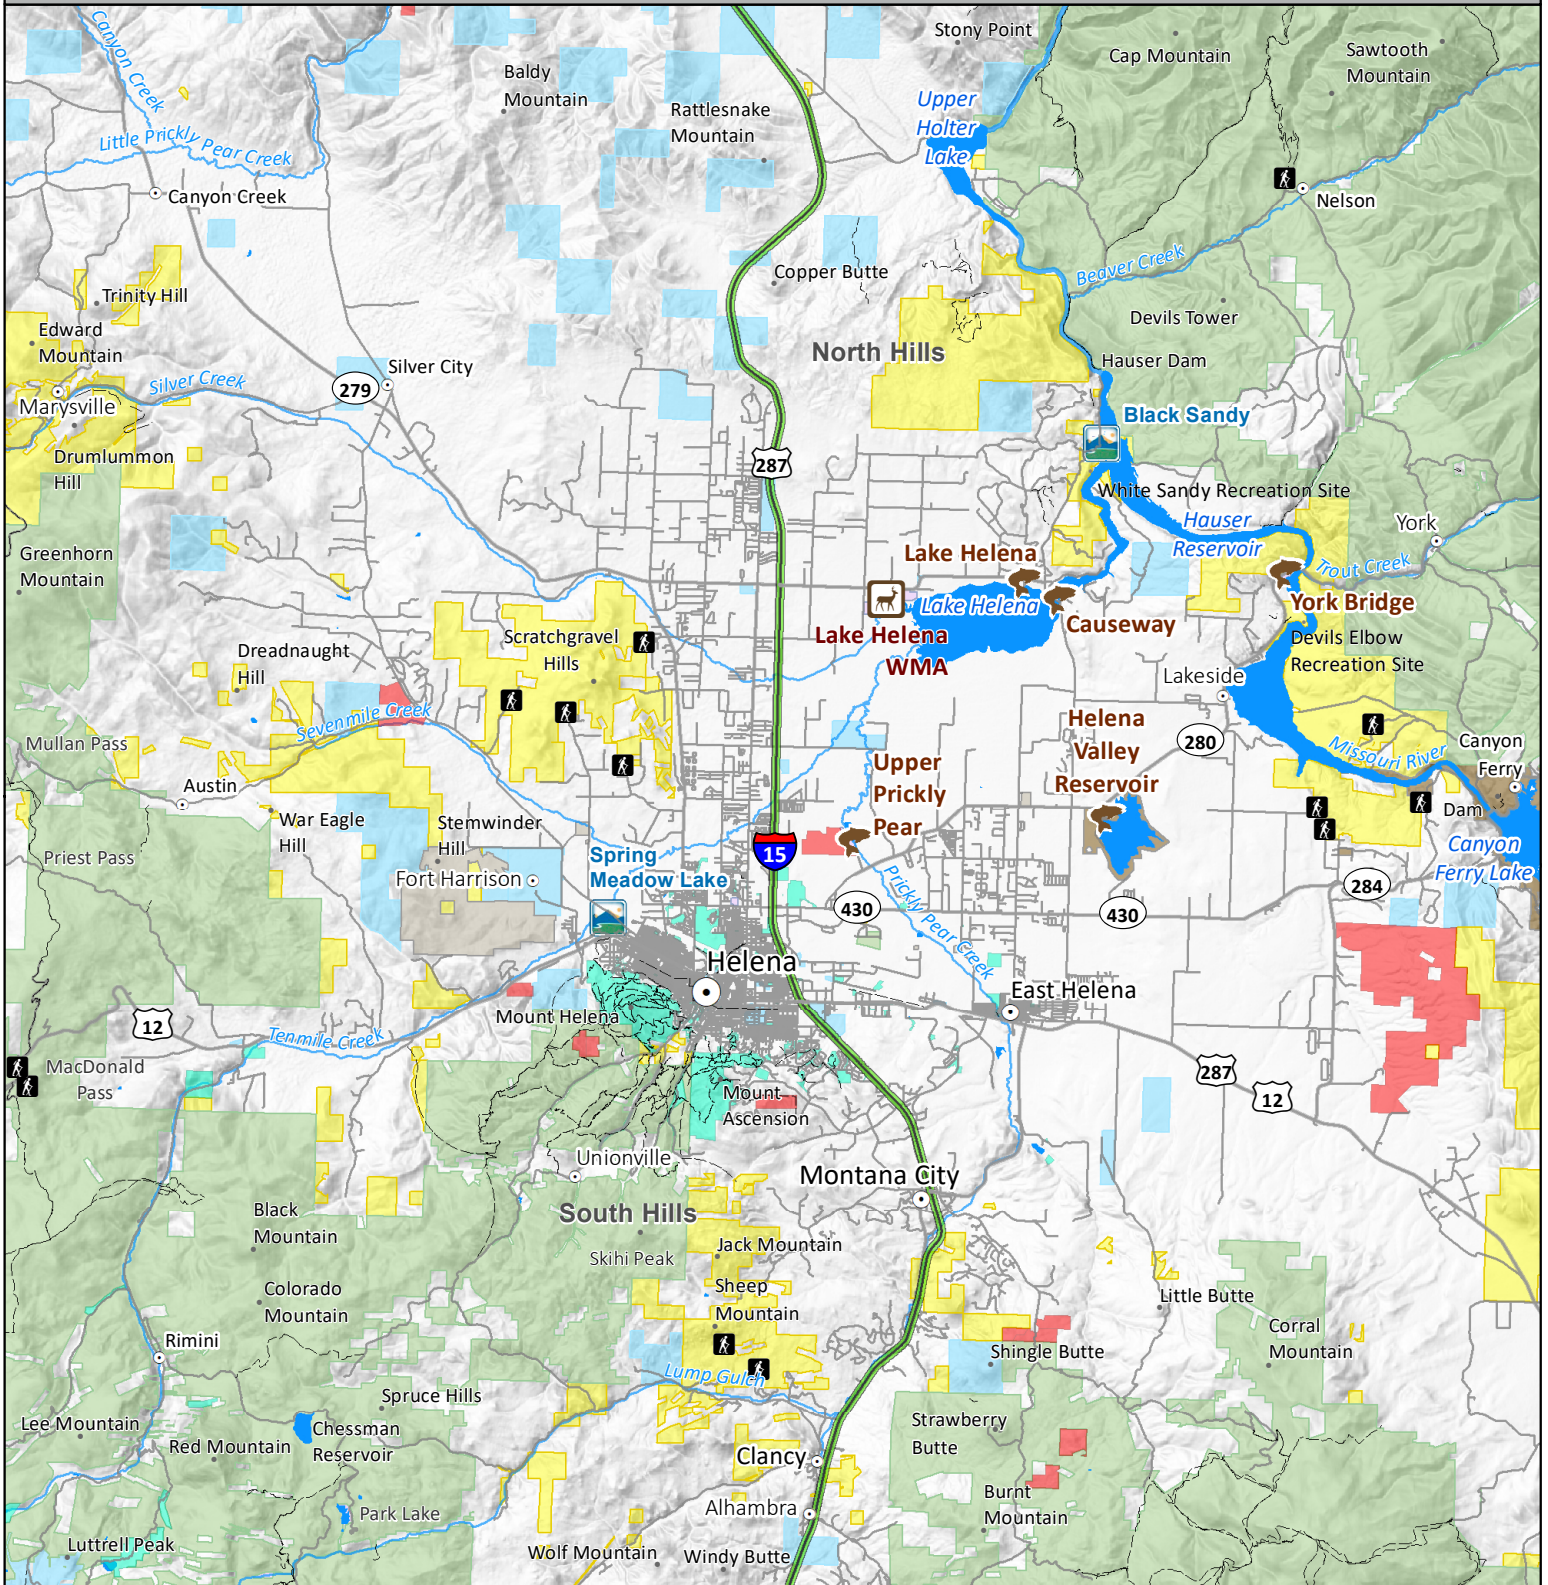 Canyon Creek
Stony Point
Cap Mountain
Sawtooth
Mountain
Baldy
Mountain
Rattlesnake
Mountain
Upper
Holter
Lake
Little Prickly Pear Creek
Canyon Creek
Nelson
Beaver Creek
Copper Butte
Trinity Hill
Edward
Mountain
Devils Tower
North Hills
Hauser Dam
Silver City
279
Silver Creek
Marysville
Black Sandy
Drumlummon
Hill
287
White Sandy Recreation Site
Hauser
Reservoir
York
Greenhorn
Mountain
Lake Helena
Trout Creek
Lake Helena
York Bridge
Causeway
Lake Helena
WMA
Scratchgravel
Hills
Devils Elbow
Recreation Site
Dreadnaught
Hill
Lakeside
Sevenmile Creek
Helena
Valley
Reservoir
280
Mullan Pass
Missouri River
Canyon
Ferry
Dam
Austin
Upper
Prickly
Pear
War Eagle
Hill
Stemwinder
Hill
Priest Pass
15
Spring
Meadow Lake
Canyon
Ferry Lake
Fort Harrison
284
430
430
Prickly Pear Creek
Helena
East Helena
12
Mount Helena
Tenmile Creek
MacDonald
Pass
287
12
Mount
Ascension
Unionville
Montana City
South Hills
Black
Mountain
Skihi Peak
Jack Mountain
Sheep
Mountain
Colorado
Mountain
Little Butte
Corral
Mountain
Rimini
Shingle Butte
Lump Gulch
Spruce Hills
Lee Mountain
Red Mountain
Chessman
Reservoir
Strawberry
Butte
Clancy
Burnt
Mountain
Park Lake
Alhambra
Luttrell Peak
Wolf Mountain
Windy Butte